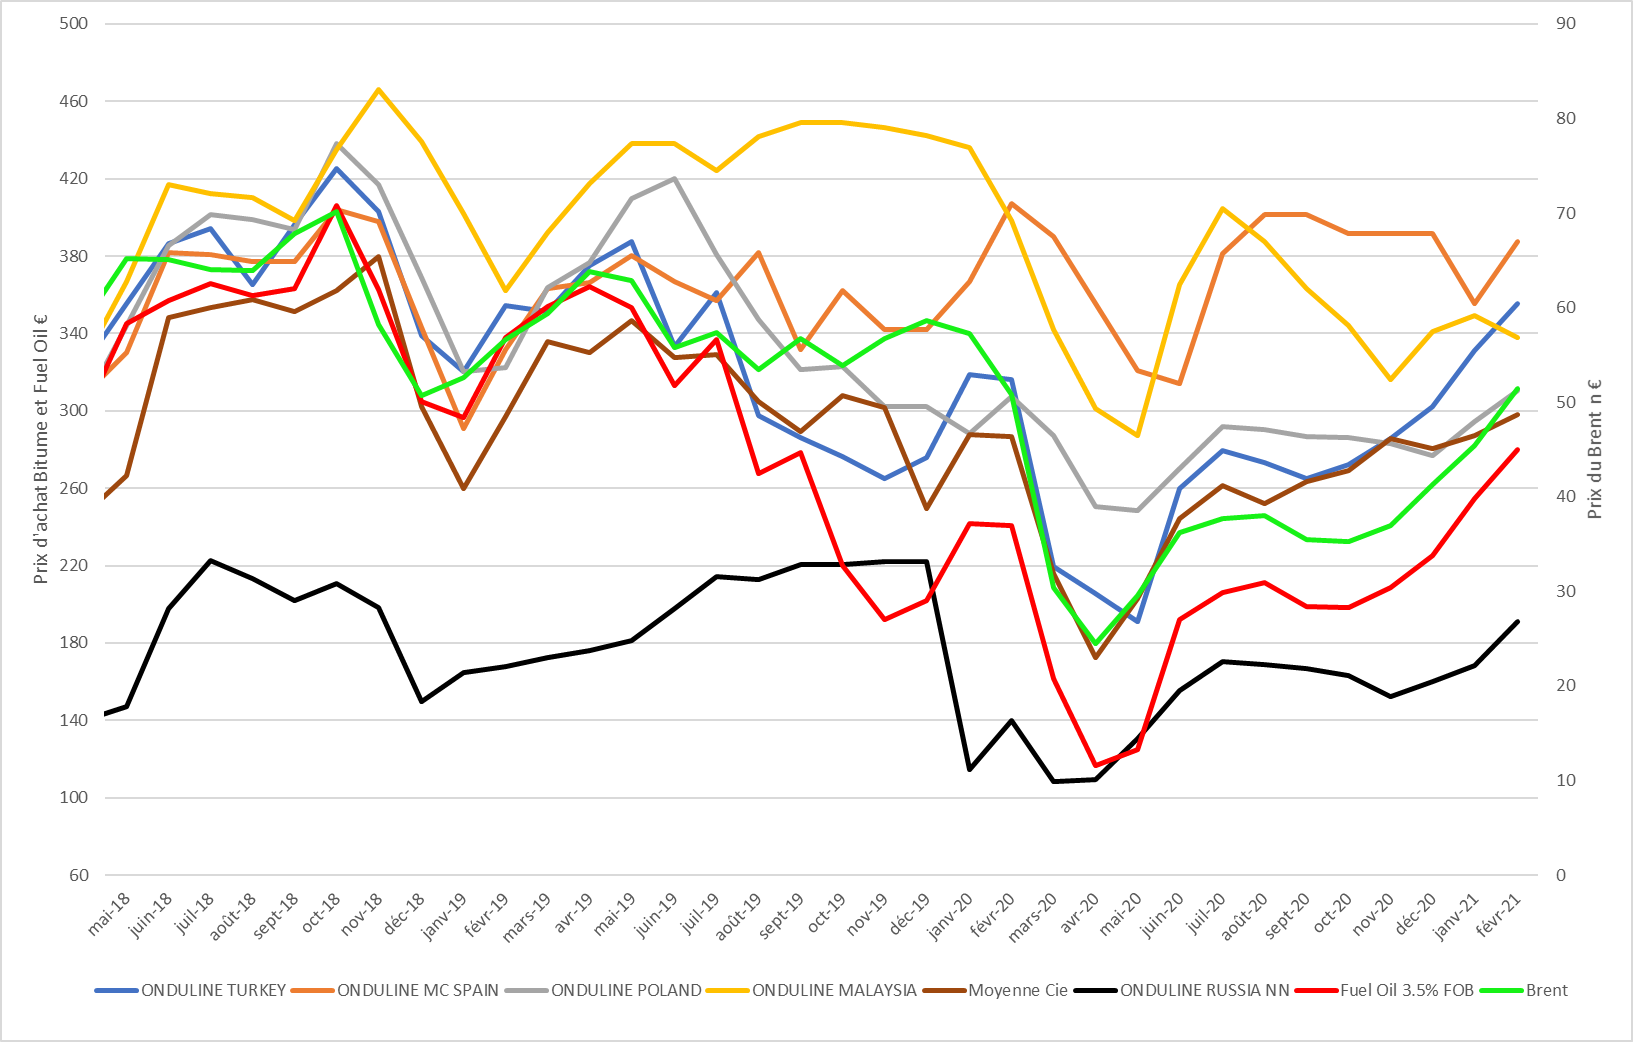 500
460
420
380
340
300
260
220
180
140
100
60
Prix d'achat Bitume et Fuel Oil €
90
80
70
60
50
40
30
20
10
0
Prix du Brent n €
mai-18
juin-18
juil-18
août-18
sept-18
oct-18
nov-18
déc-18
janv-19
févr-19
mars-19
avr-19
mai-19
juin-19
juil-19
août-19
sept-19
oct-19
nov-19
déc-19
janv-20
févr-20
mars-20
avr-20
mai-20
juin-20
juil-20
août-20
sept-20
oct-20
nov-20
déc-20
janv-21
févr-21
ONDULINE TURKEY ONDULINE MC SPAIN ONDULINE POLAND ONDULINE MALAYSIA Moyenne Cie ONDULINE RUSSIA NN Fuel Oil 3.5% FOB Brent